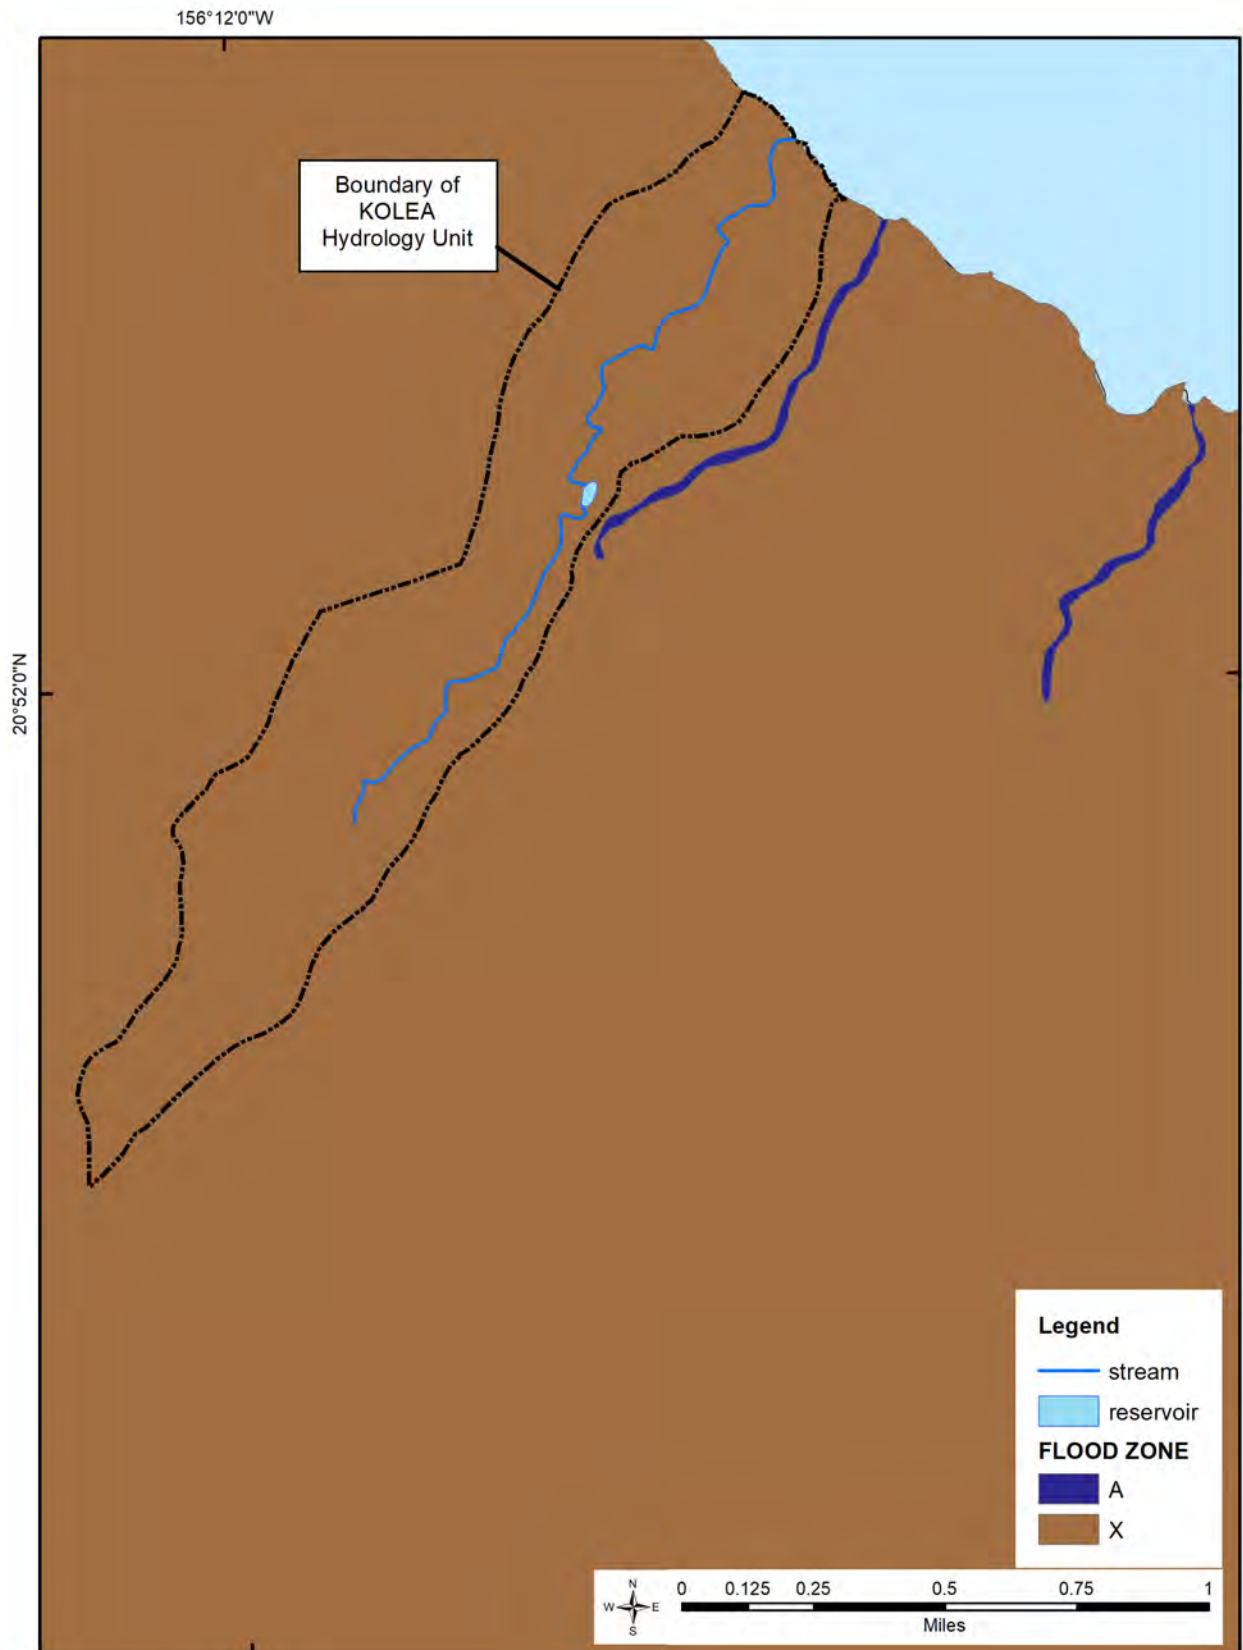 156°12'0"W
Boundary of
KOLEA
Hydrology Unit
20°52'0"N
Legend
stream
reservoir
FLOOD ZONE
A
X
N
W E
S
0 0.125 0.25 0.5 0.75 1
Miles